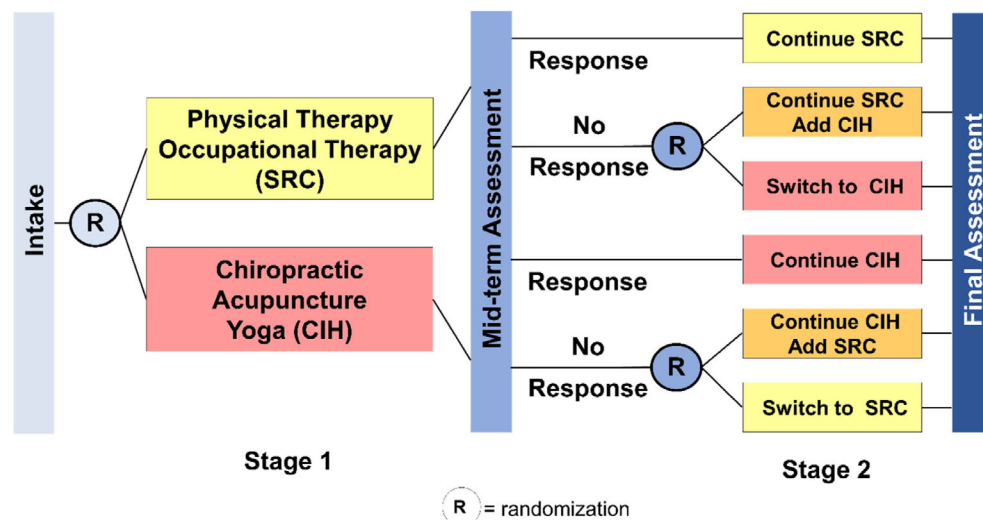 Intake
R
Physical Therapy
Occupational Therapy
(SRC)
Chiropractic
Acupuncture
Yoga (CIH)
Stage 1
Mid-term Assessment
Response
No
R
Response
Response
No
R
Response
Continue SRC
Continue SRC
Add CIH
Switch to CIH
Continue CIH
Continue CIH
Add SRC
Switch to SRC
Stage 2
Final Assessment
R = randomization